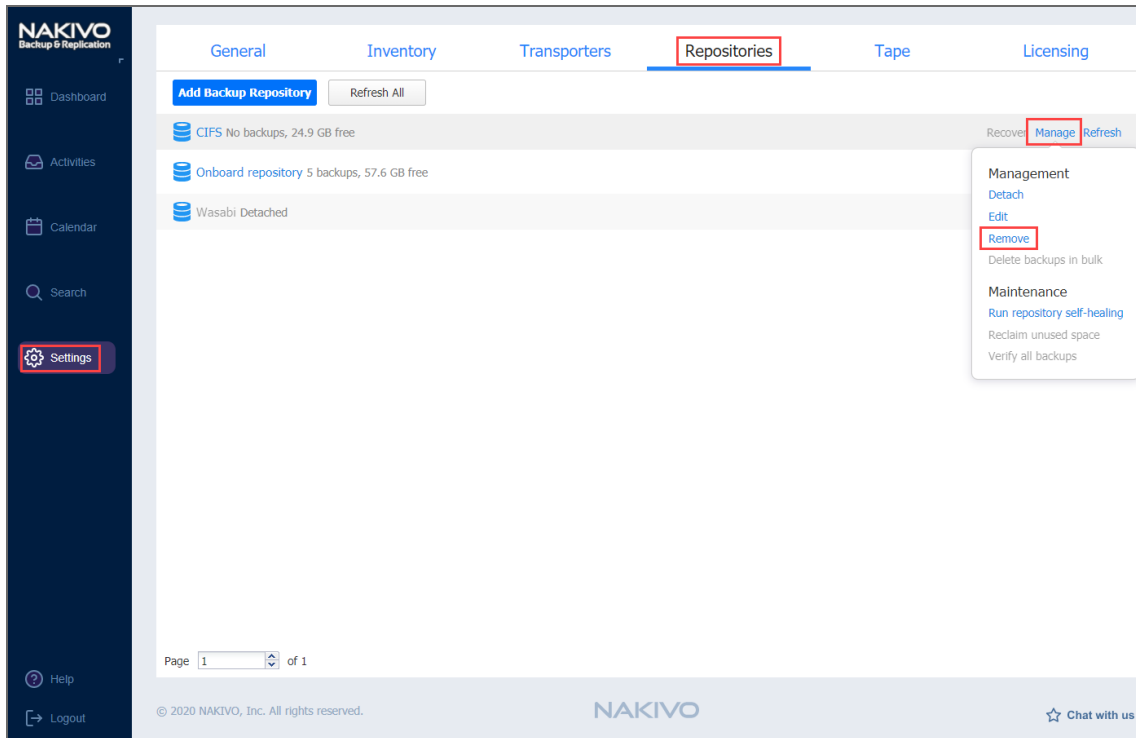 NAKIVO
Backup & Replication
Dashboard
Activities
Calendar
Search
Settings
Help
Logout
General Inventory Transporters Repositories Tape Licensing
Add Backup Repository Refresh All
CIFS No backups, 24.9 GB free Recover Manage Refresh
Onboard repository 5 backups, 57.6 GB free
Wasabi Detached
Management
Detach
Edit
Remove
Delete backups in bulk
Maintenance
Run repository self-healing
Reclaim unused space
Verify all backups
Page 1 of 1
© 2020 NAKIVO, Inc. All rights reserved. NAKIVO Chat with us